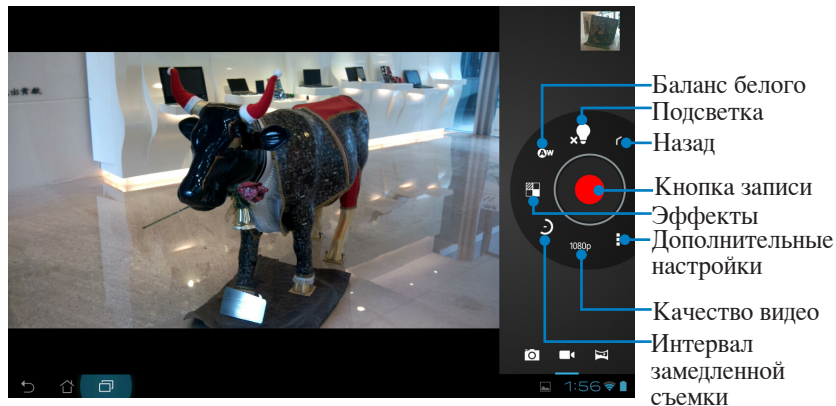 Баланс белого
Подсветка
Назад
Кнопка записи
Эффекты
Дополнительные
настройки
1080p
Качество видео
Интервал
замедленной
съемки
1:56